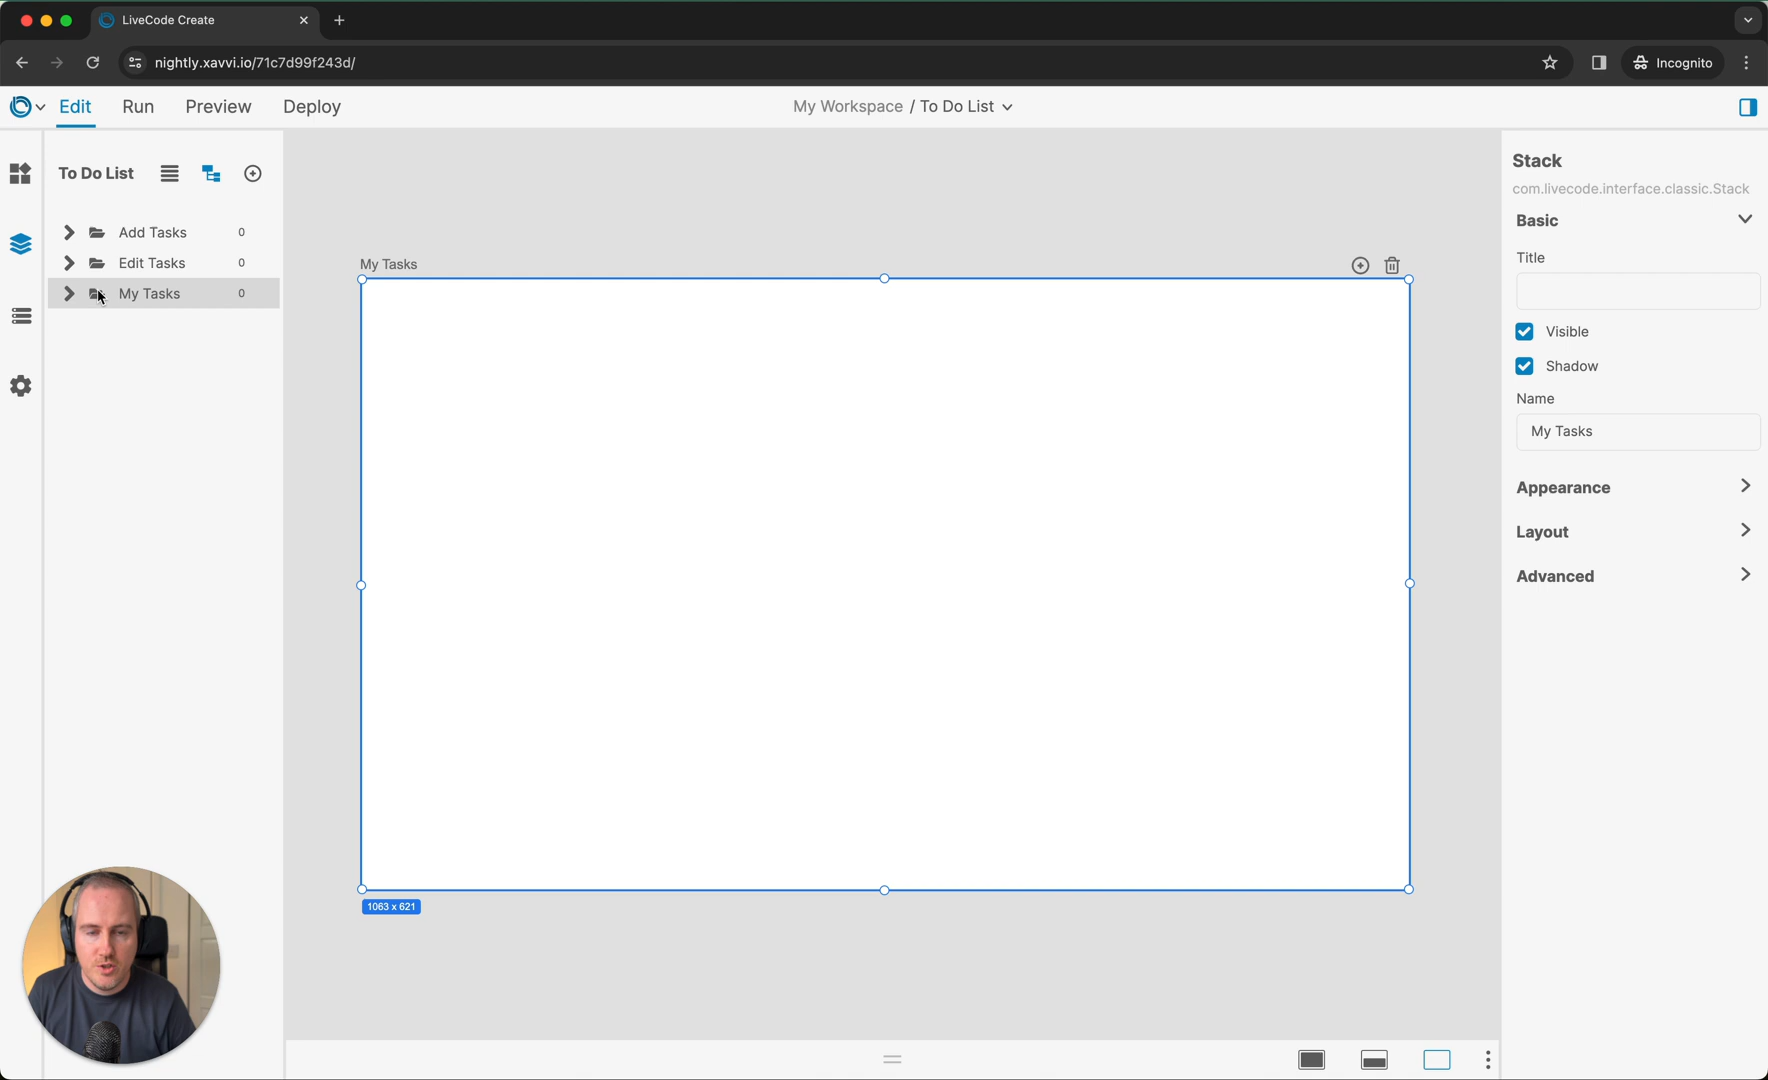 LiveCode Create
nightly.xavvi.io/71c7d99f243d/
Incognito
Edit
Run
Preview
Deploy
My Workspace / To Do List
To Do List
Add Tasks 0
Edit Tasks 0
My Tasks 0
My Tasks
1063 x 621
Stack
com.livecode.interface.classic.Stack
Basic
Title
Visible
Shadow
Name
My Tasks
Appearance
Layout
Advanced